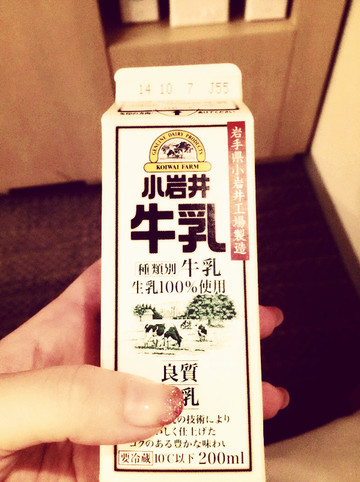 14 10 7 J55
GENUINE DAIRY PRODUCTS
KOIWAI FARM
小岩井
牛乳
岩手県小岩井工場製造
種類別 牛乳
生乳100%使用
良質
乳
の技術により
しく仕上げた
コクのある豊かな味わい
要冷蔵 10℃以下 200ml